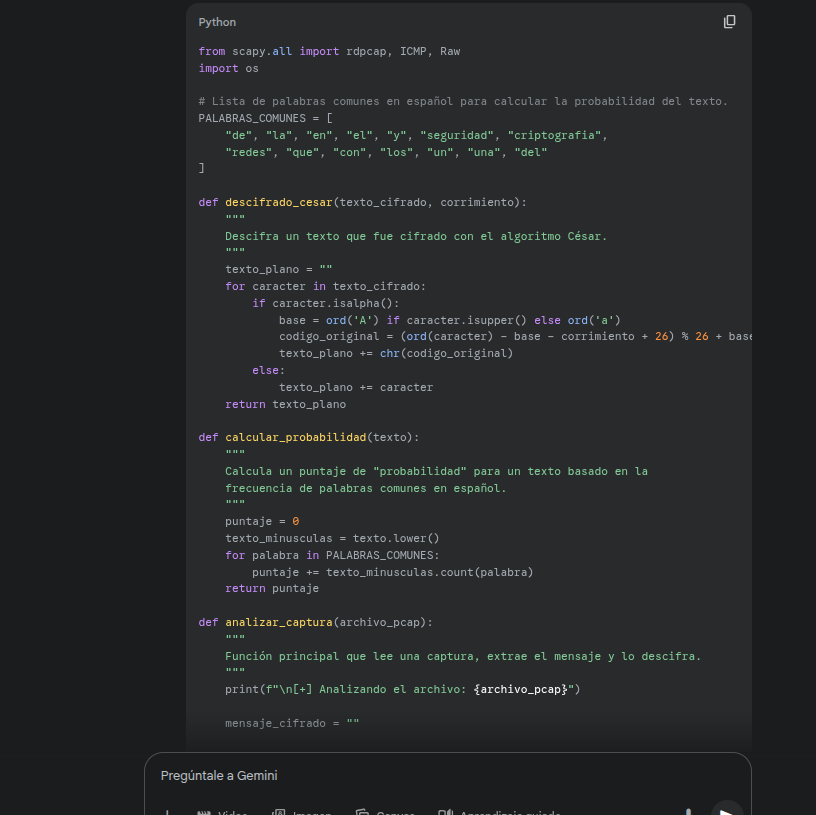 Python
from scapy.all import rdpcap, ICMP, Raw
import os
# Lista de palabras comunes en español para calcular la probabilidad del texto.
PALABRAS_COMUNES = [
    "de", "la", "en", "el", "y", "seguridad", "criptografia",
    "redes", "que", "con", "los", "un", "una", "del"
]
def descifrado_cesar(texto_cifrado, corrimiento):
    """
    Descifra un texto que fue cifrado con el algoritmo César.
    """
    texto_plano = ""
    for caracter in texto_cifrado:
        if caracter.isalpha():
            base = ord('A') if caracter.isupper() else ord('a')
            codigo_original = (ord(caracter) - base - corrimiento + 26) % 26 + base
            texto_plano += chr(codigo_original)
        else:
            texto_plano += caracter
    return texto_plano
def calcular_probabilidad(texto):
    """
    Calcula un puntaje de "probabilidad" para un texto basado en la
    frecuencia de palabras comunes en español.
    """
    puntaje = 0
    texto_minusculas = texto.lower()
    for palabra in PALABRAS_COMUNES:
        puntaje += texto_minusculas.count(palabra)
    return puntaje
def analizar_captura(archivo_pcap):
    """
    Función principal que lee una captura, extrae el mensaje y lo descifra.
    """
    print(f"\n[+] Analizando el archivo: {archivo_pcap}")
    mensaje_cifrado = ""
Pregúntale a Gemini